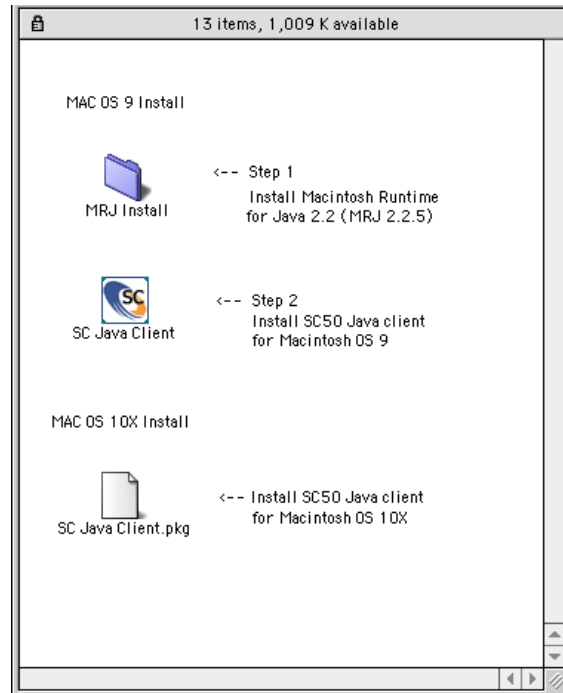 13 items, 1,009 K available
MAC OS 9 Install
MRJ Install
<-- Step 1
Install Macintosh Runtime
for Java 2.2 (MRJ 2.2.5)
SC
SC Java Client
<-- Step 2
Install SC50 Java client
for Macintosh OS 9
MAC OS 10X Install
SC Java Client.pkg
<-- Install SC50 Java client
for Macintosh OS 10X